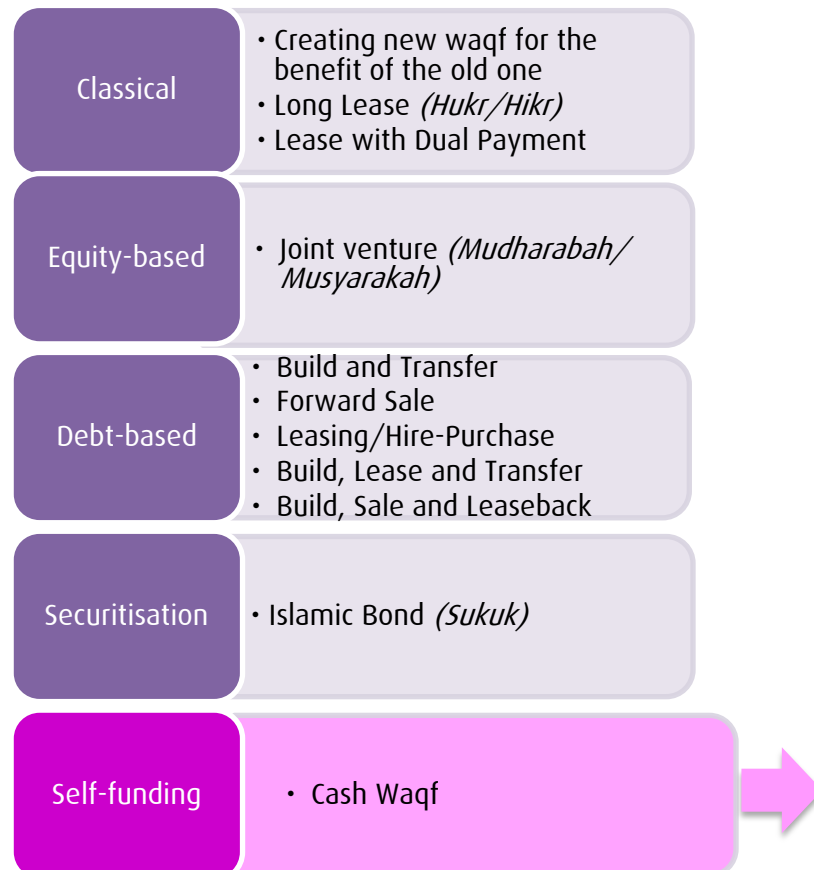 Classical
• Creating new waqf for the
benefit of the old one
• Long Lease (Hukr/Hikr)
• Lease with Dual Payment
Equity-based
• Joint venture (Mudharabah/
Musyarakah)
Debt-based
• Build and Transfer
• Forward Sale
• Leasing/Hire-Purchase
• Build, Lease and Transfer
• Build, Sale and Leaseback
Securitisation
• Islamic Bond (Sukuk)
Self-funding
• Cash Waqf